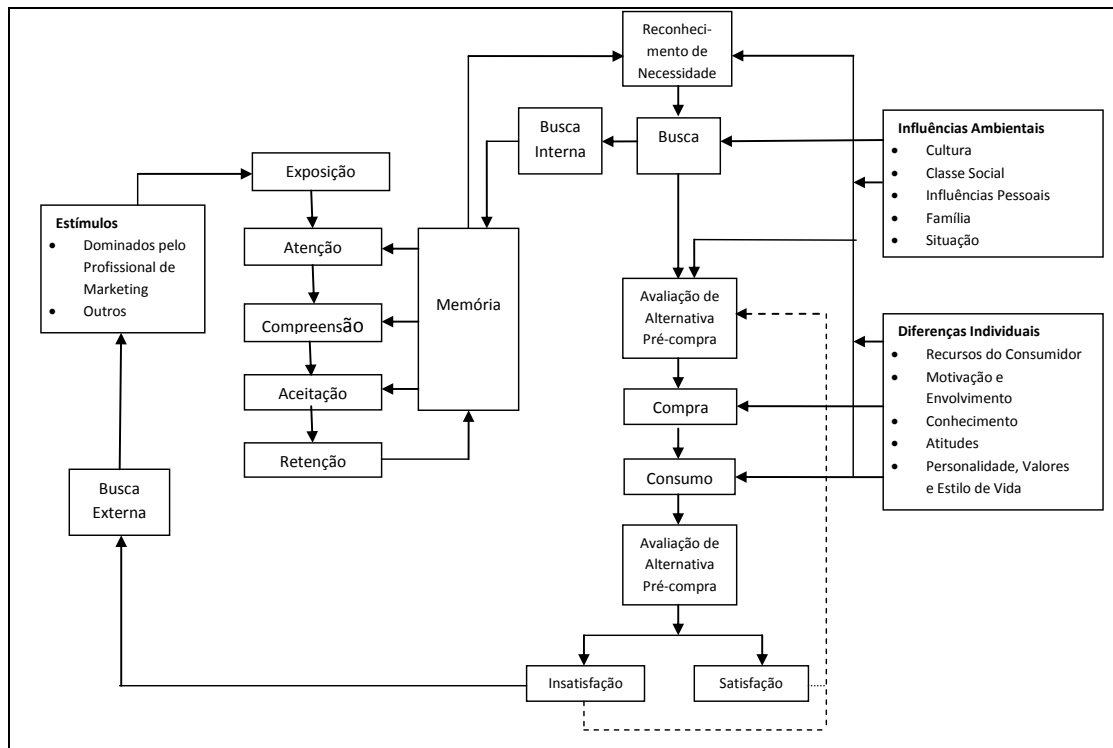 Reconheci-
mento de
Necessidade
Busca
Interna
Busca
Influências Ambientais
• Cultura
• Classe Social
• Influências Pessoais
• Família
• Situação
Exposição
Estímulos
• Dominados pelo
Profissional de
Marketing
• Outros
Atenção
Compreensão
Aceitação
Retenção
Memória
Avaliação de
Alternativa
Pré-compra
Diferenças Individuais
• Recursos do Consumidor
• Motivação e
Envolvimento
• Conhecimento
• Atitudes
• Personalidade, Valores
e Estilo de Vida
Compra
Consumo
Busca
Externa
Avaliação de
Alternativa
Pré-compra
Insatisfação
Satisfação